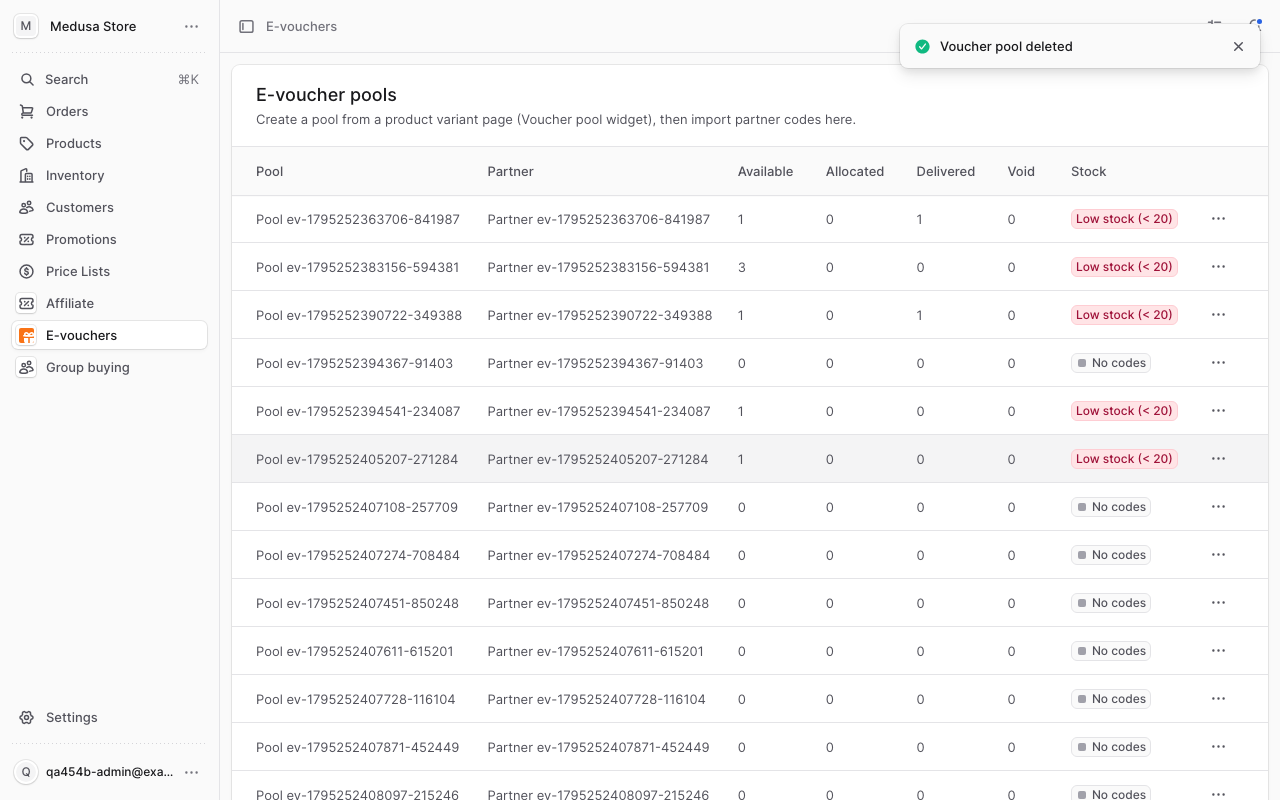 M Medusa Store
E-vouchers
Voucher pool deleted
Search ⌘K
Orders
Products
Inventory
Customers
Promotions
Price Lists
Affiliate
E-vouchers
Group buying
Settings
Q qa454b-admin@exa...
E-voucher pools
Create a pool from a product variant page (Voucher pool widget), then import partner codes here.
Pool Partner Available Allocated Delivered Void Stock
Pool ev-1795252363706-841987 Partner ev-1795252363706-841987 1 0 1 0 Low stock (< 20)
Pool ev-1795252383156-594381 Partner ev-1795252383156-594381 3 0 0 0 Low stock (< 20)
Pool ev-1795252390722-349388 Partner ev-1795252390722-349388 1 0 1 0 Low stock (< 20)
Pool ev-1795252394367-91403 Partner ev-1795252394367-91403 0 0 0 0 No codes
Pool ev-1795252394541-234087 Partner ev-1795252394541-234087 1 0 0 0 Low stock (< 20)
Pool ev-1795252405207-271284 Partner ev-1795252405207-271284 1 0 0 0 Low stock (< 20)
Pool ev-1795252407108-257709 Partner ev-1795252407108-257709 0 0 0 0 No codes
Pool ev-1795252407274-708484 Partner ev-1795252407274-708484 0 0 0 0 No codes
Pool ev-1795252407451-850248 Partner ev-1795252407451-850248 0 0 0 0 No codes
Pool ev-1795252407611-615201 Partner ev-1795252407611-615201 0 0 0 0 No codes
Pool ev-1795252407728-116104 Partner ev-1795252407728-116104 0 0 0 0 No codes
Pool ev-1795252407871-452449 Partner ev-1795252407871-452449 0 0 0 0 No codes
Pool ev-1795252408097-215246 Partner ev-1795252408097-215246 0 0 0 0 No codes